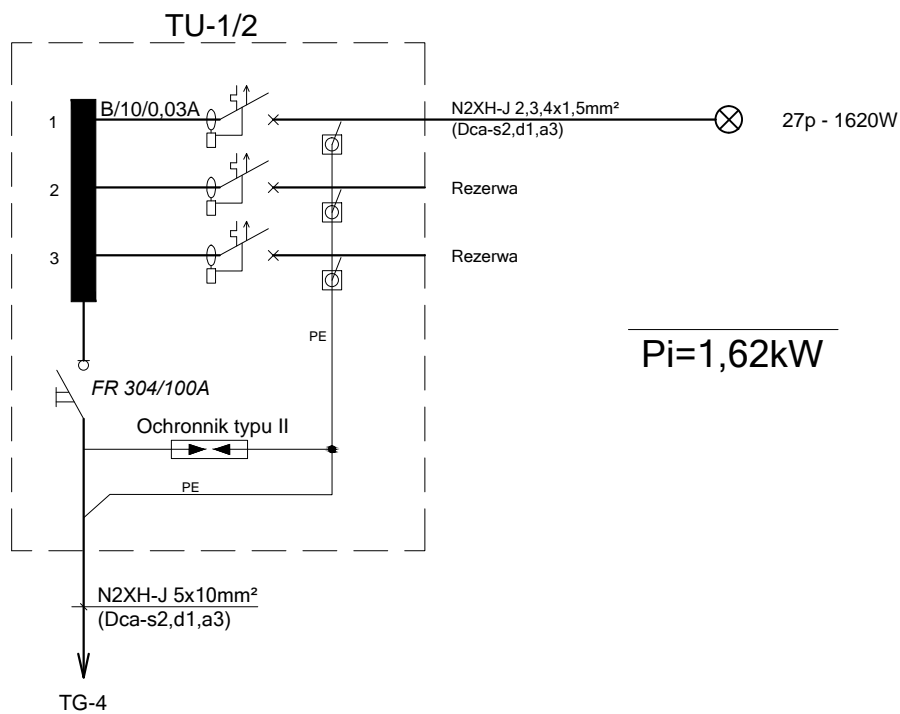 TU-1/2
1
B/10/0,03A
N2XH-J 2,3,4x1,5mm²
(Dca-s2,d1,a3)
27p - 1620W
2
Rezerwa
3
Rezerwa
PE
Pi=1,62kW
FR 304/100A
Ochronnik typu II
PE
N2XH-J 5x10mm²
(Dca-s2,d1,a3)
TG-4